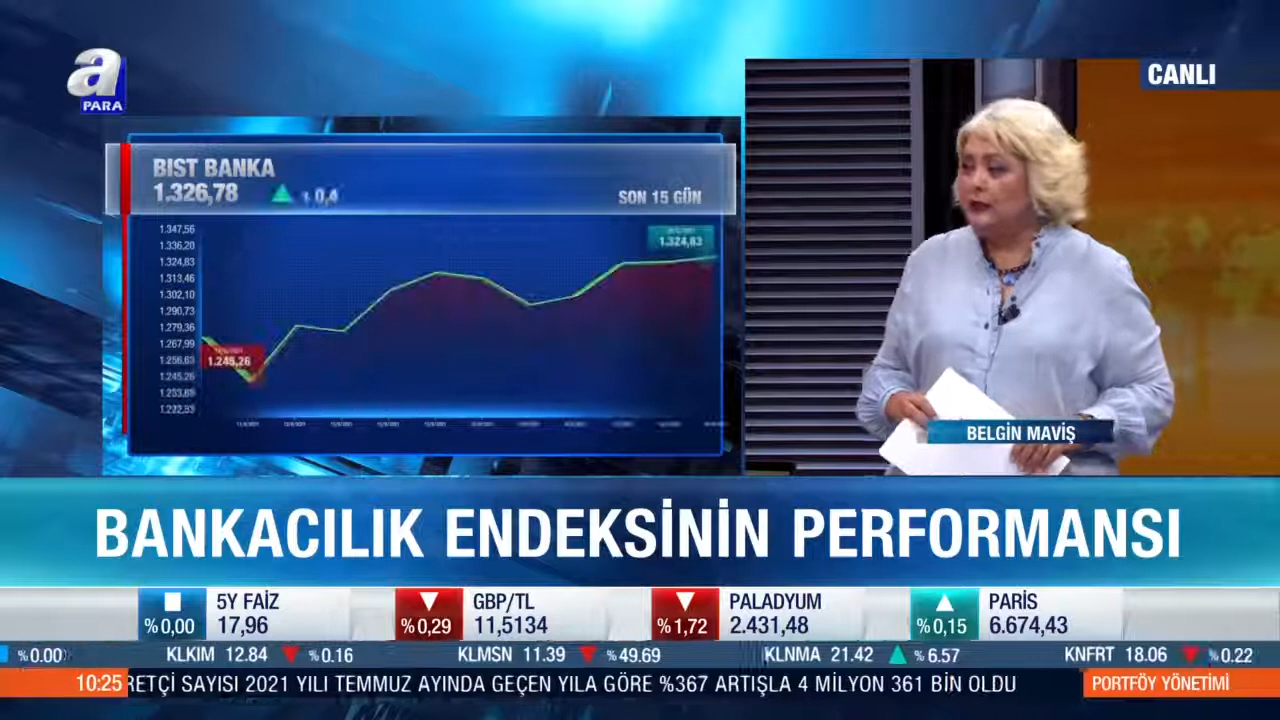 a
PARA
CANLI
BIST BANKA
1.326,78 0,4
SON 15 GÜN
1.347,56
1.336,20
1.324,83
1.324,83
1.313,46
1.302,10
1.290,73
1.279,36
1.267,99
1.256,63
1.245,26
1.245,26
BELGİN MAVİŞ
BANKACILIK ENDEKSİNİN PERFORMANSI
%0,00 5Y FAİZ 17,96
%0,29 GBP/TL 11,5134
%1,72 PALADYUM 2.431,48
%0,15 PARİS 6.674,43
%0.00 KLKIM 12.84 %0.16 KLMSN 11.39 %49.69 KLNMA 21.42 %6.57 KNFRT 18.06 %0.22
10:25 RETÇİ SAYISI 2021 YILI TEMMUZ AYINDA GEÇEN YILA GÖRE %367 ARTIŞLA 4 MİLYON 361 BİN OLDU PORTFÖY YÖNETİMİ